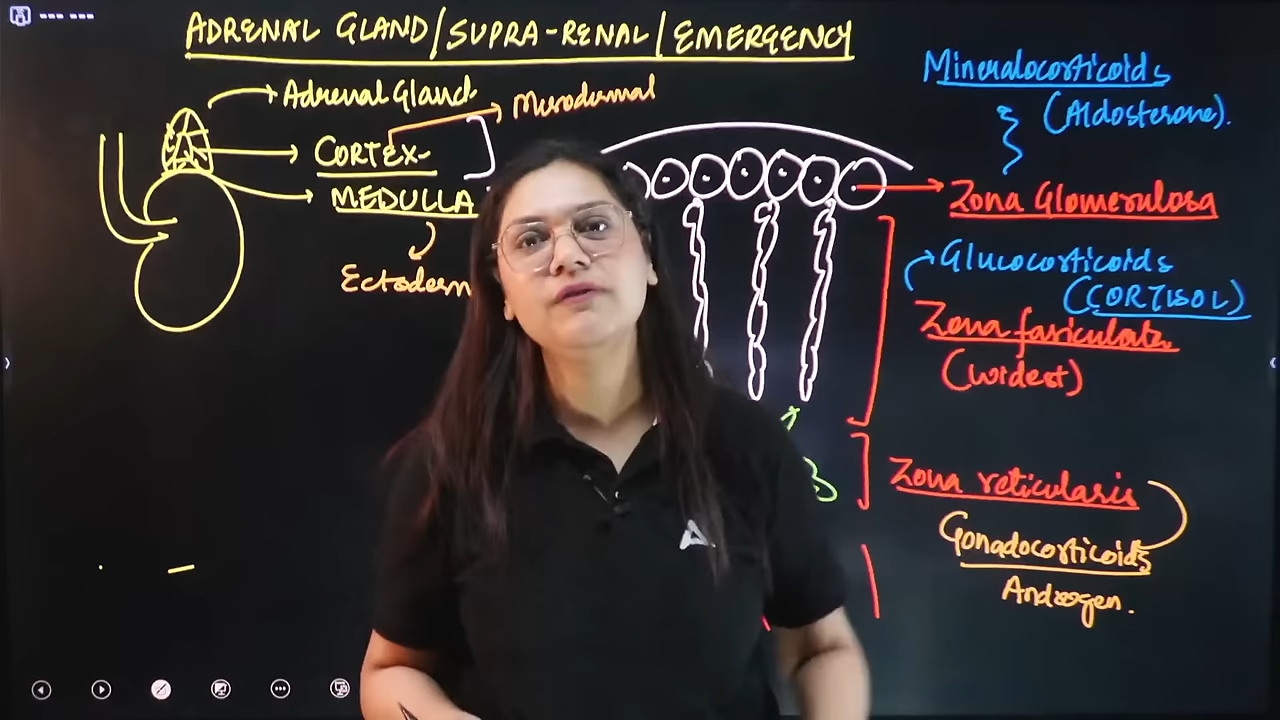 ADRENAL GLAND/SUPRA-RENAL/EMERGENCY
Adrenal Gland
Mesodermal
CORTEX-
MEDULLA
Ectoderm
Mineralocorticoids
(Aldosterone).
Zona Glomerulosa
Glucocorticoids
(CORTISOL)
Zona fasiculata
(widest)
Zona reticularis
Gonadocorticoids
Androgen.